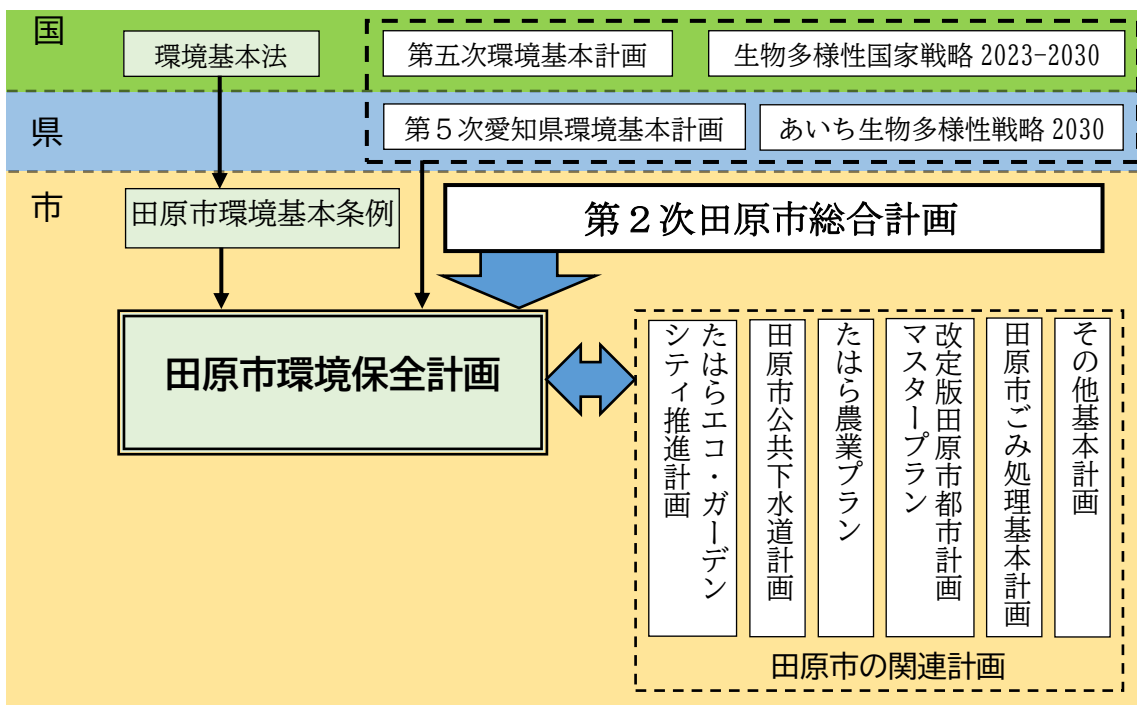 国
環境基本法
第五次環境基本計画
生物多様性国家戦略 2023-2030
県
第５次愛知県環境基本計画
あいち生物多様性戦略 2030
市
田原市環境基本条例
第２次田原市総合計画
田原市環境保全計画
たはらエコ・ガーデン
シティ推進計画
田原市公共下水道計画
たはら農業プラン
改定版田原市都市計画
マスタープラン
田原市ごみ処理基本計画
その他基本計画
田原市の関連計画